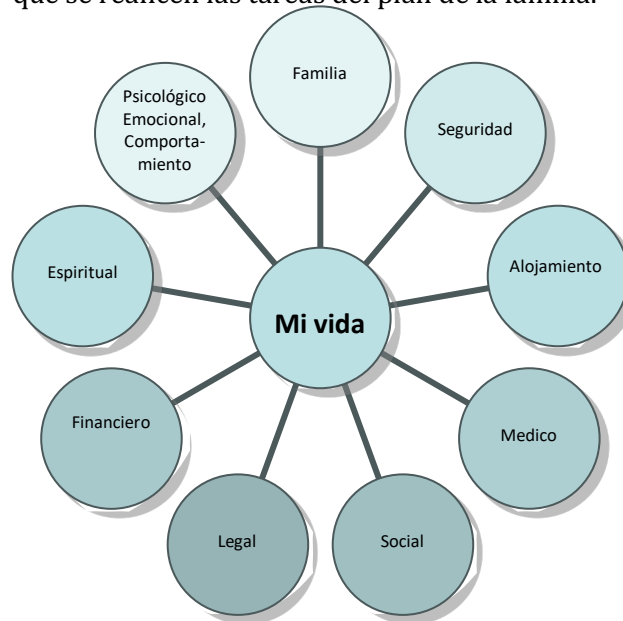 que se realicen las tareas del plan de la familia.
Familia
Psicológico
Emocional,
Comporta-
miento
Seguridad
Espiritual
Alojamiento
Mi vida
Financiero
Medico
Legal
Social